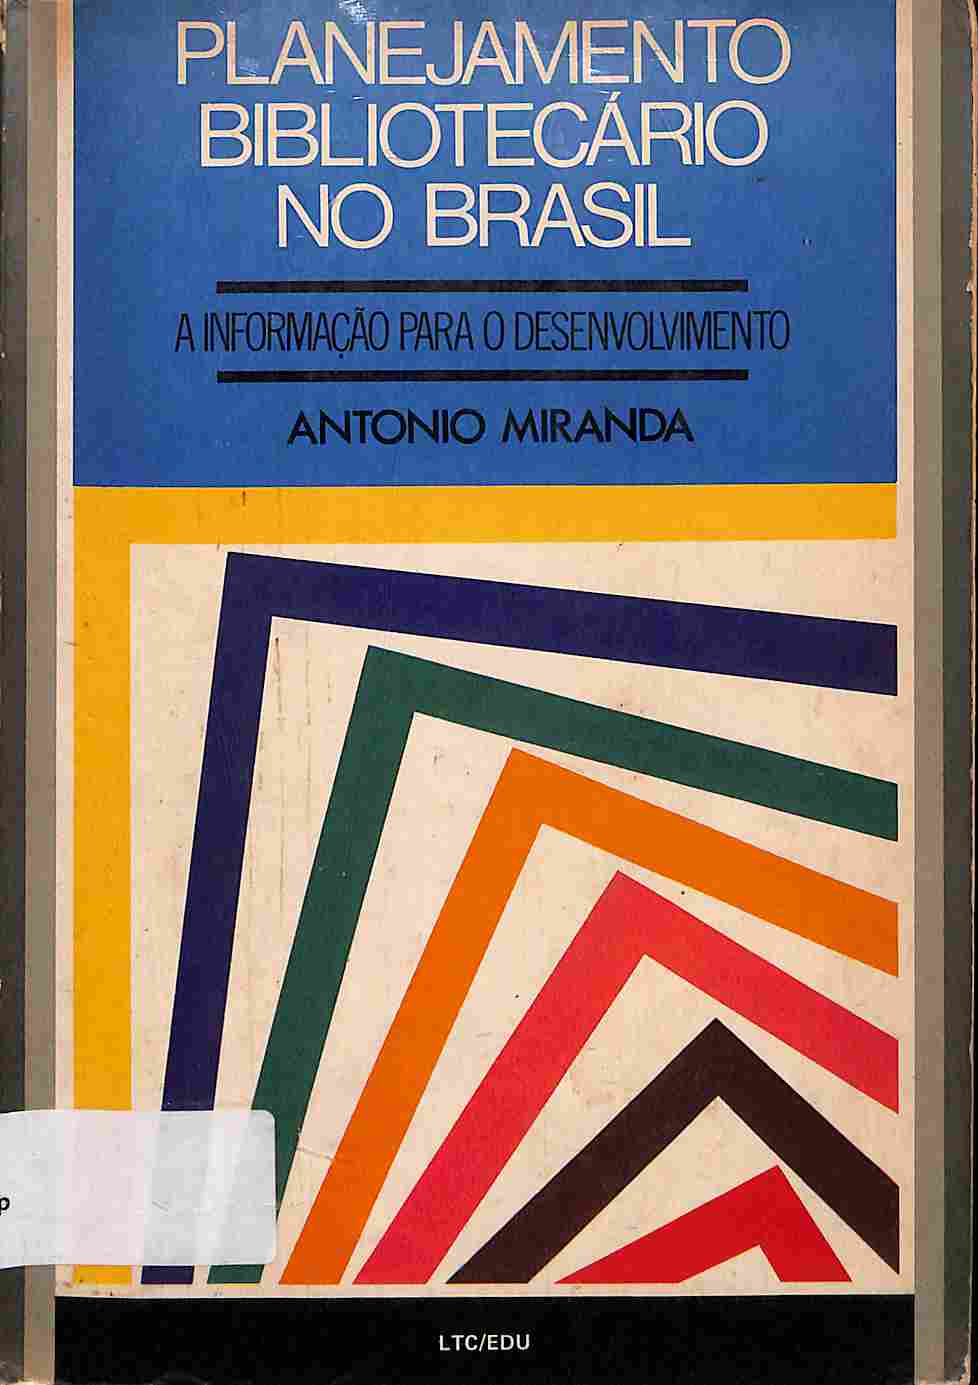 PLANEJAMENTO
BIBLIOTECÁRIO
NO BRASIL
A INFORMAÇÃO PARA O DESENVOLVIMENTO
ANTONIO MIRANDA
p
LTC/EDU